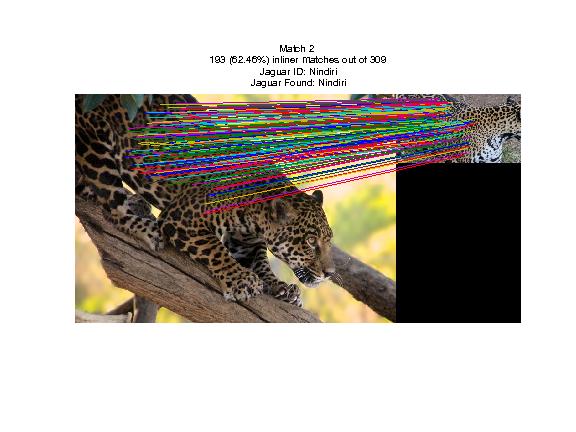 Match 2
193 (62.46%) inliner matches out of 309
Jaguar ID: Nindiri
Jaguar Found: Nindiri